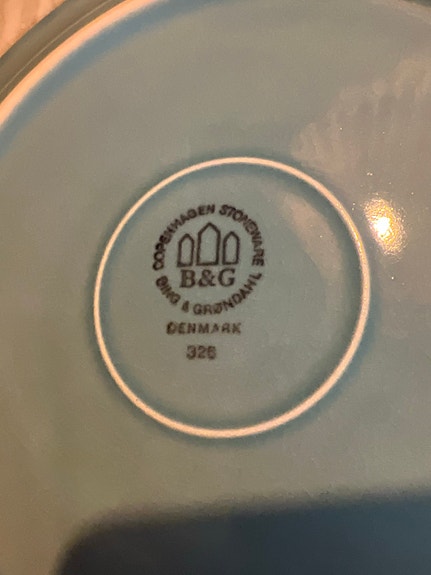 COPENHAGEN STONEWARE
B&G
BING & GRØNDAHL
DENMARK
326